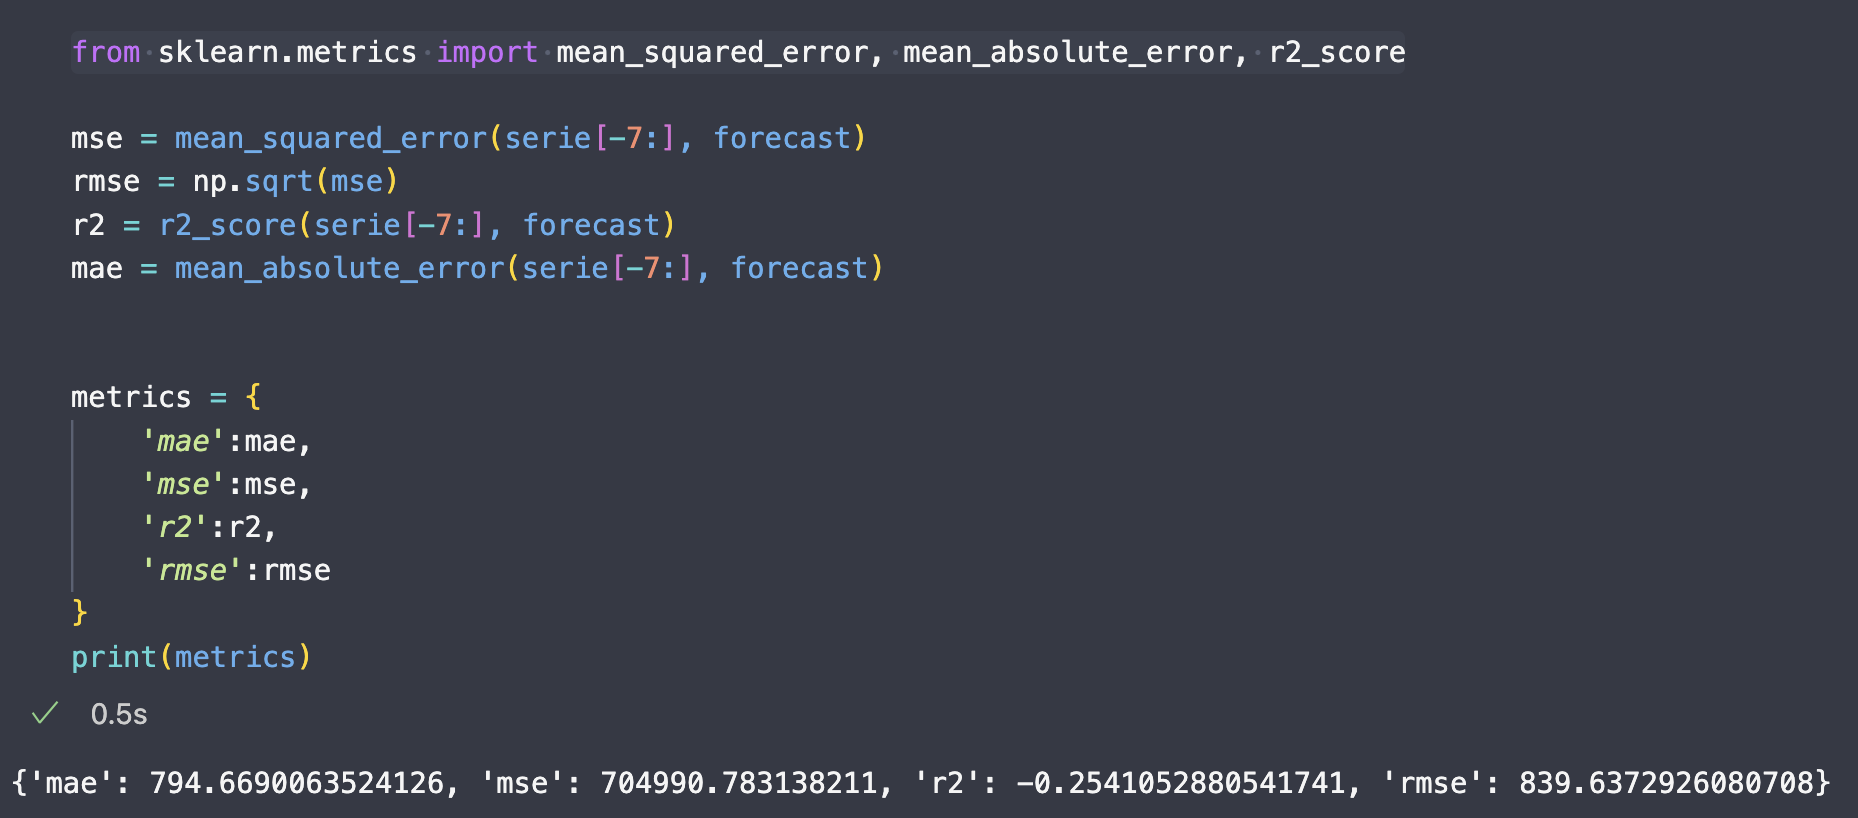 from sklearn.metrics import mean_squared_error, mean_absolute_error, r2_score
mse = mean_squared_error(serie[-7:], forecast)
rmse = np.sqrt(mse)
r2 = r2_score(serie[-7:], forecast)
mae = mean_absolute_error(serie[-7:], forecast)
metrics = {
'mae':mae,
'mse':mse,
'r2':r2,
'rmse':rmse
}
print(metrics)
0.5s
{'mae': 794.6690063524126, 'mse': 704990.783138211, 'r2': -0.2541052880541741, 'rmse': 839.6372926080708}